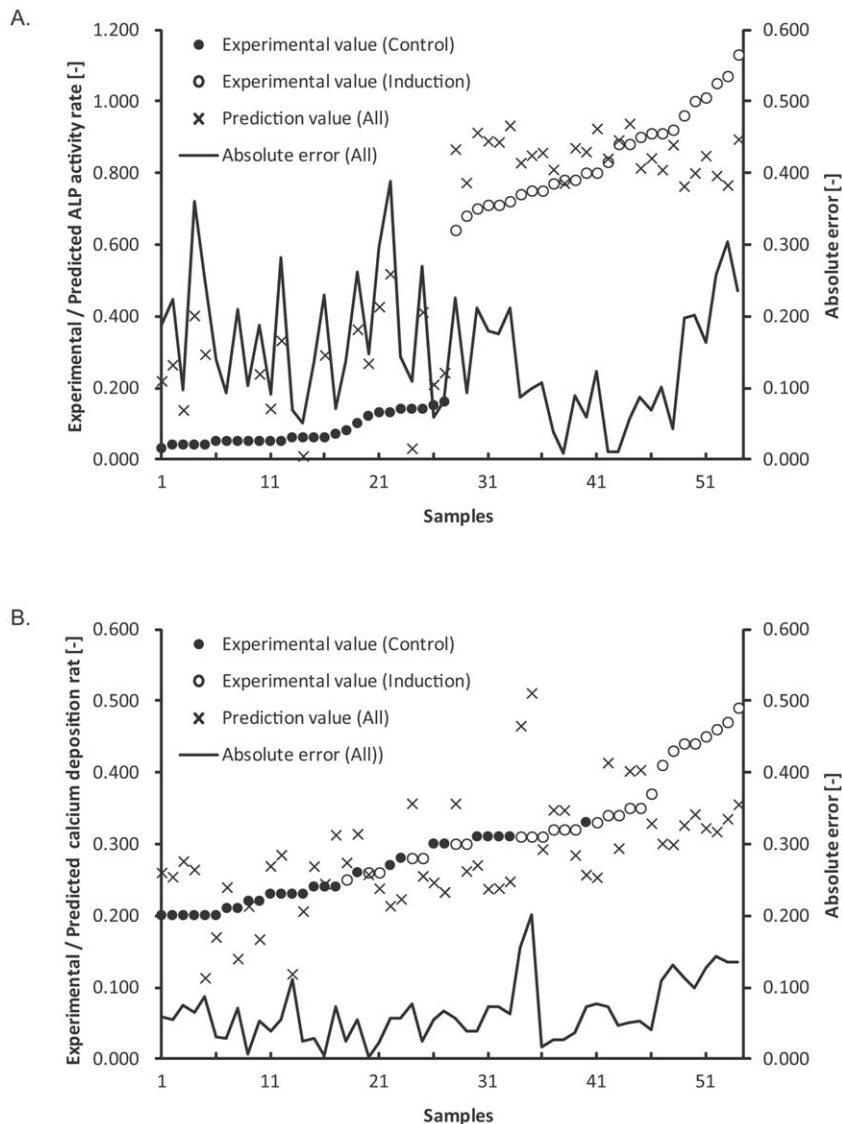 A.
Experimental / Predicted ALP activity rate [-]
1.200
1.000
0.800
0.600
0.400
0.200
0.000
Experimental value (Control)
Experimental value (Induction)
Prediction value (All)
Absolute error (All)
0.600
0.500
0.400
0.300
0.200
0.100
0.000
Absolute error [-]
1 11 21 31 41 51
Samples
B.
Experimental / Predicted calcium deposition rat [-]
0.600
0.500
0.400
0.300
0.200
0.100
0.000
Experimental value (Control)
Experimental value (Induction)
Prediction value (All)
Absolute error (All))
0.600
0.500
0.400
0.300
0.200
0.100
0.000
Absolute error [-]
1 11 21 31 41 51
Samples